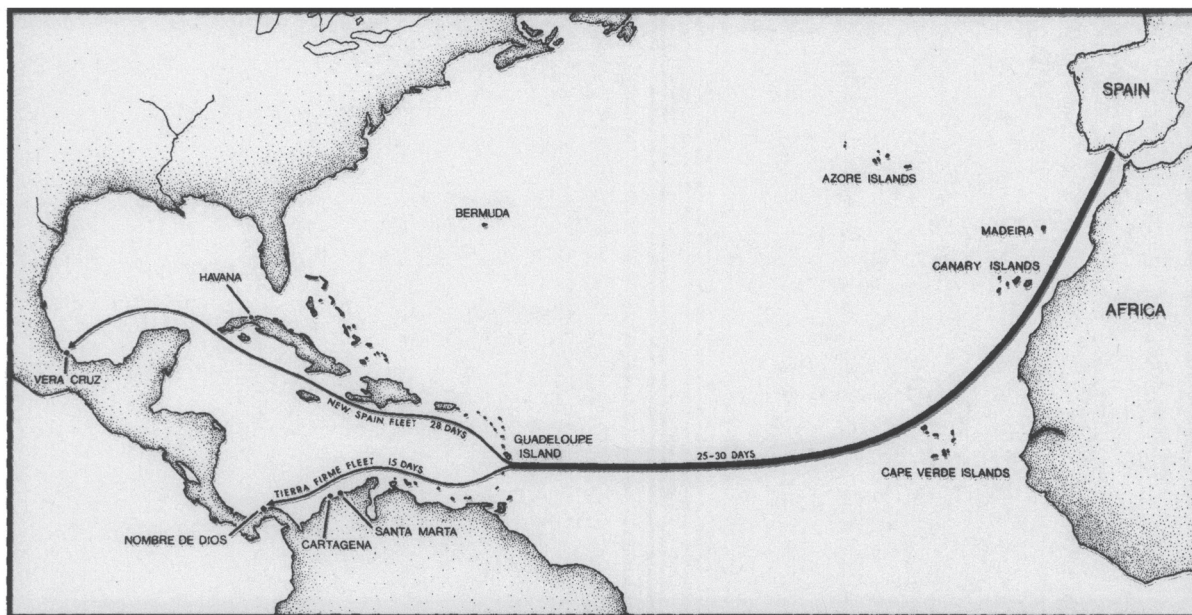 SPAIN
AZORE ISLANDS
BERMUDA
MADEIRA
CANARY ISLANDS
HAVANA
AFRICA
VERA CRUZ
NEW SPAIN FLEET 28 DAYS
GUADELOUPE
ISLAND
25-30 DAYS
TIERRA FIRME FLEET 15 DAYS
CAPE VERDE ISLANDS
NOMBRE DE DIOS
CARTAGENA
SANTA MARTA